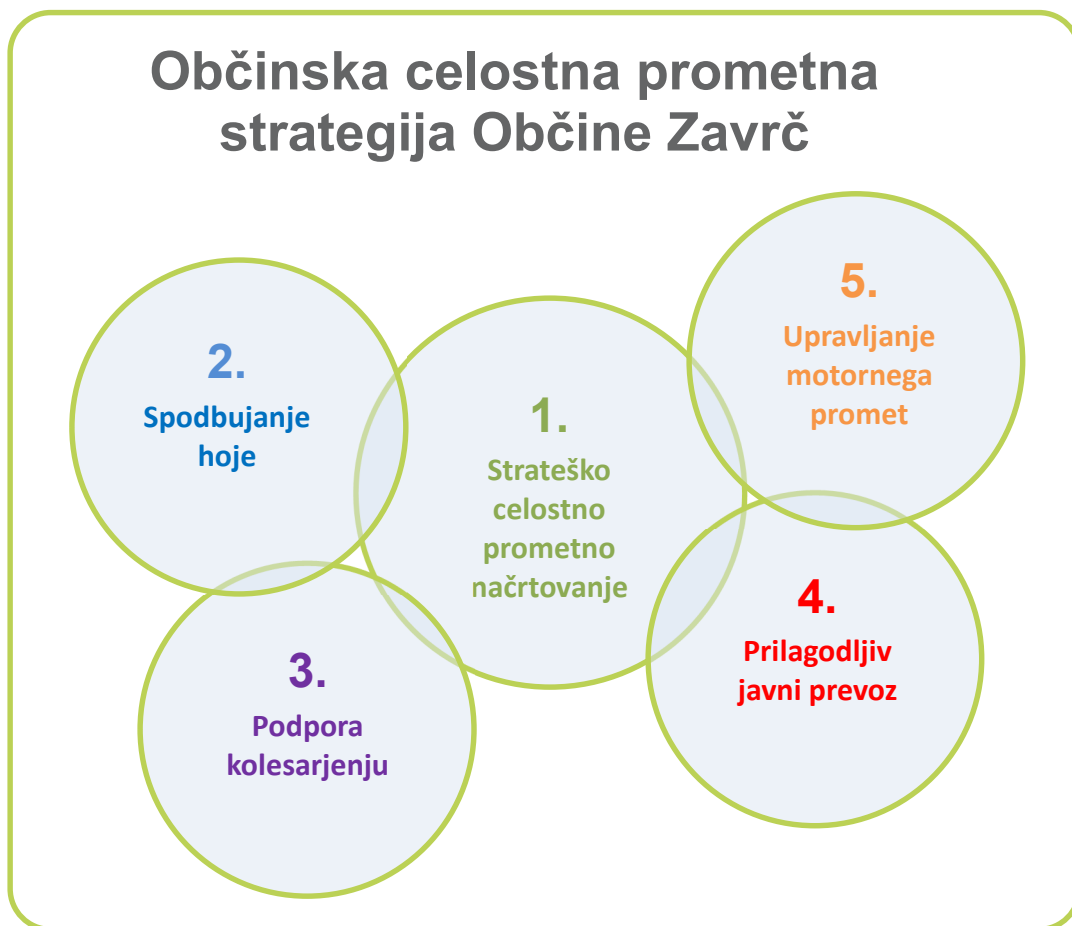 Občinska celostna prometna
strategija Občine Zavrč
1.
Strateško
celostno
prometno
načrtovanje
2.
Spodbujanje
hoje
3.
Podpora
kolesarjenju
4.
Prilagodljiv
javni prevoz
5.
Upravljanje
motornega
promet